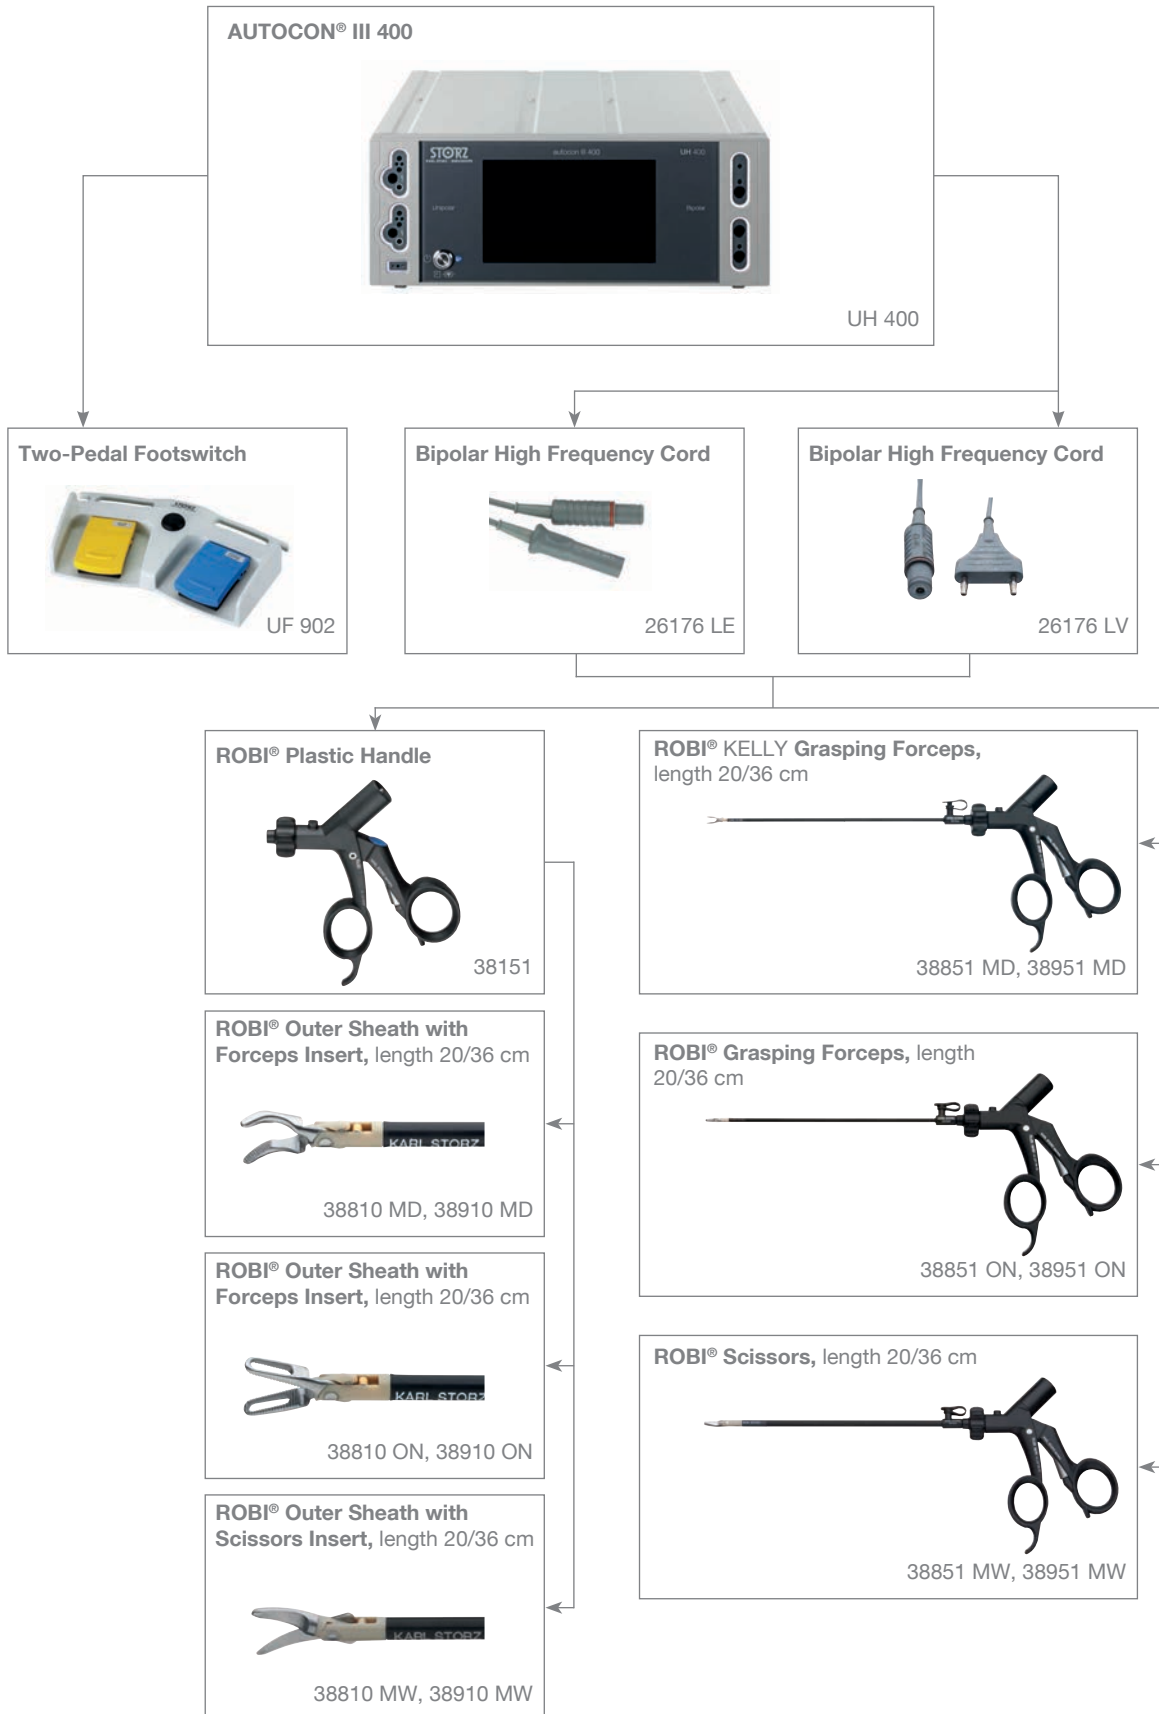 AUTOCON® III 400
STORZ
autocon III 400
UH 400
Unipolar
Bipolar
UH 400
Two-Pedal Footswitch
UF 902
Bipolar High Frequency Cord
26176 LE
Bipolar High Frequency Cord
26176 LV
ROBI® Plastic Handle
38151
ROBI® KELLY Grasping Forceps,
length 20/36 cm
38851 MD, 38951 MD
ROBI® Outer Sheath with
Forceps Insert, length 20/36 cm
KARL STORZ
38810 MD, 38910 MD
ROBI® Grasping Forceps, length
20/36 cm
38851 ON, 38951 ON
ROBI® Outer Sheath with
Forceps Insert, length 20/36 cm
KARL STORZ
38810 ON, 38910 ON
ROBI® Scissors, length 20/36 cm
38851 MW, 38951 MW
ROBI® Outer Sheath with
Scissors Insert, length 20/36 cm
KARL STORZ
38810 MW, 38910 MW